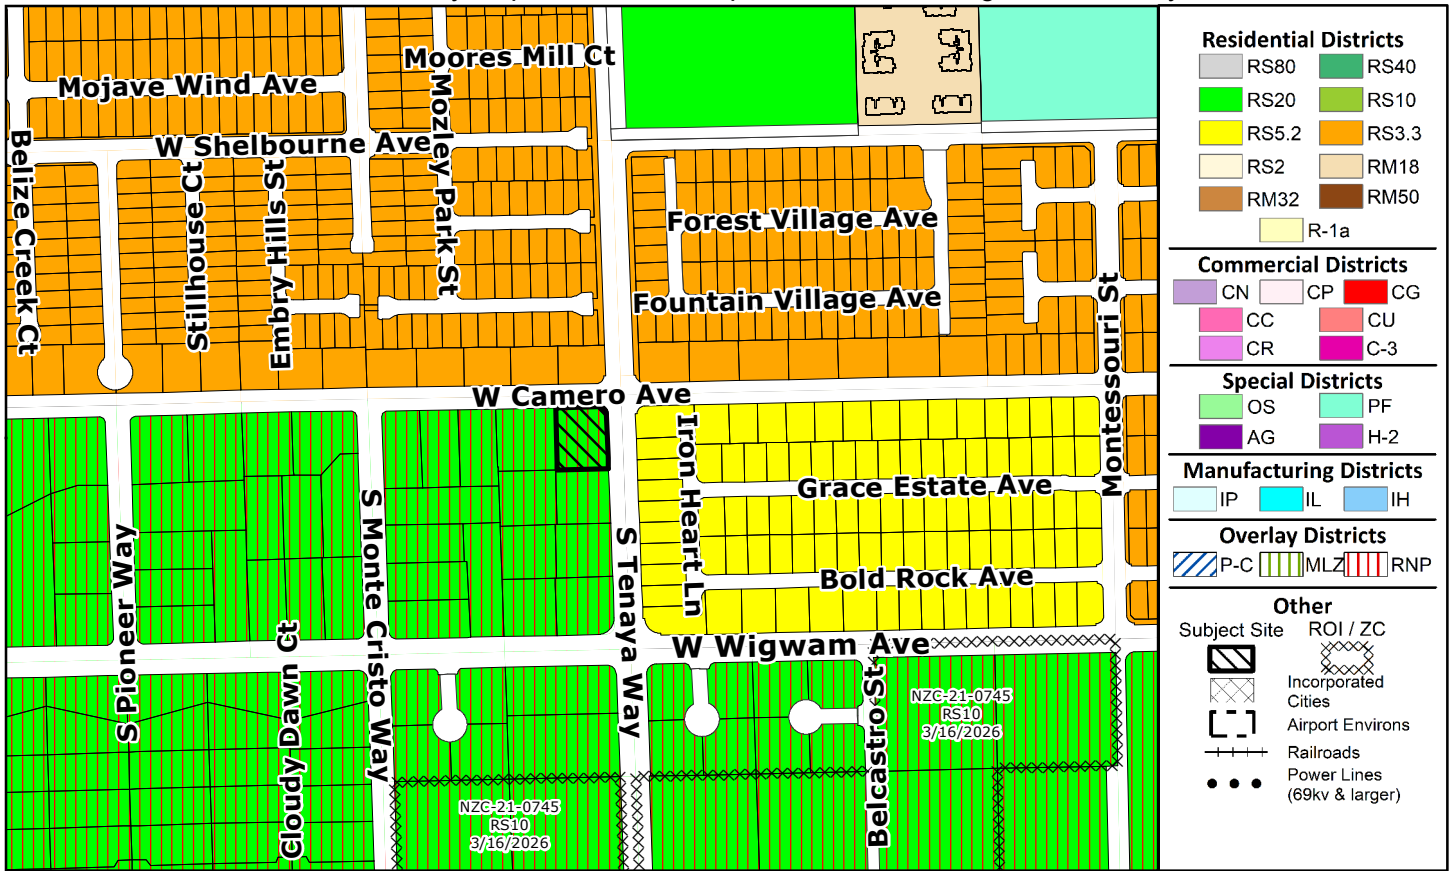 Moores Mill Ct
Mojave Wind Ave
Mozley Park St
W Shelbourne Ave
Belize Creek Ct
Stillhouse Ct
Embry Hills St
Forest Village Ave
Fountain Village Ave
Montessouri St
W Camero Ave
Iron Heart Ln
Grace Estate Ave
S Pioneer Way
S Monte Cristo Way
S Tenaya Way
Bold Rock Ave
Cloudy Dawn Ct
W Wigwam Ave
Belcastro St
NZC-21-0745
RS10
3/16/2026
NZC-21-0745
RS10
3/16/2026
Residential Districts
RS80 RS40
RS20 RS10
RS5.2 RS3.3
RS2 RM18
RM32 RM50
R-1a
Commercial Districts
CN CP CG
CC CU
CR C-3
Special Districts
OS PF
AG H-2
Manufacturing Districts
IP IL IH
Overlay Districts
P-C MLZ RNP
Other
Subject Site ROI / ZC
Incorporated
Cities
Airport Environs
Railroads
Power Lines
(69kv & larger)